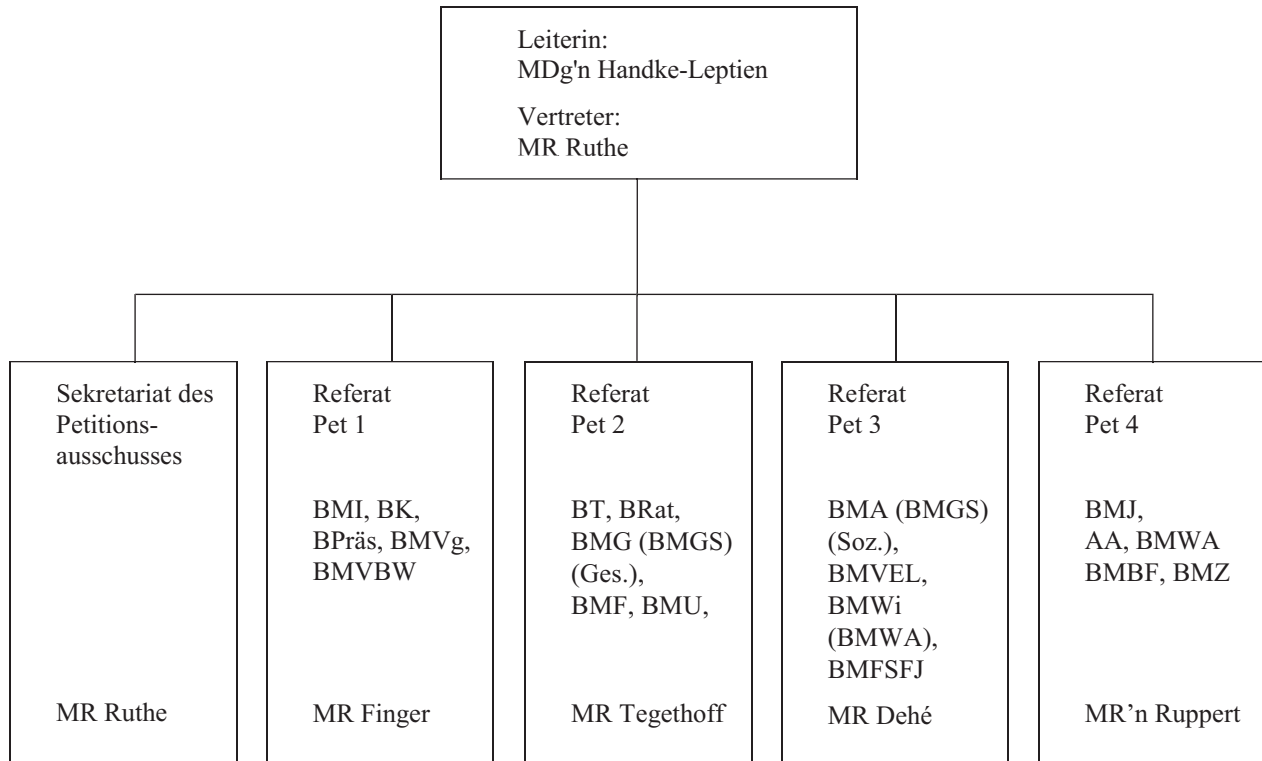 Leiterin:
MDg'n Handke-Leptien
Vertreter:
MR Ruthe
Sekretariat des
Petitions-
ausschusses
MR Ruthe
Referat
Pet 1
BMI, BK,
BPräs, BMVg,
BMVBW
MR Finger
Referat
Pet 2
BT, BRat,
BMG (BMGS)
(Ges.),
BMF, BMU,
MR Tegethoff
Referat
Pet 3
BMA (BMGS)
(Soz.),
BMVEL,
BMWi
(BMWA),
BMFSFJ
MR Dehé
Referat
Pet 4
BMJ,
AA, BMWA
BMBF, BMZ
MR’n Ruppert